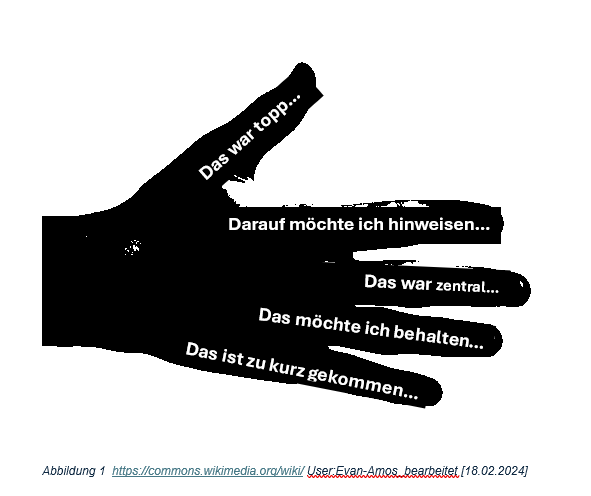 Das war topp...
Darauf möchte ich hinweisen...
Das war zentral...
Das möchte ich behalten...
Das ist zu kurz gekommen...
Abbildung 1 https://commons.wikimedia.org/wiki/ User:Evan-Amos_bearbeitet [18.02.2024]